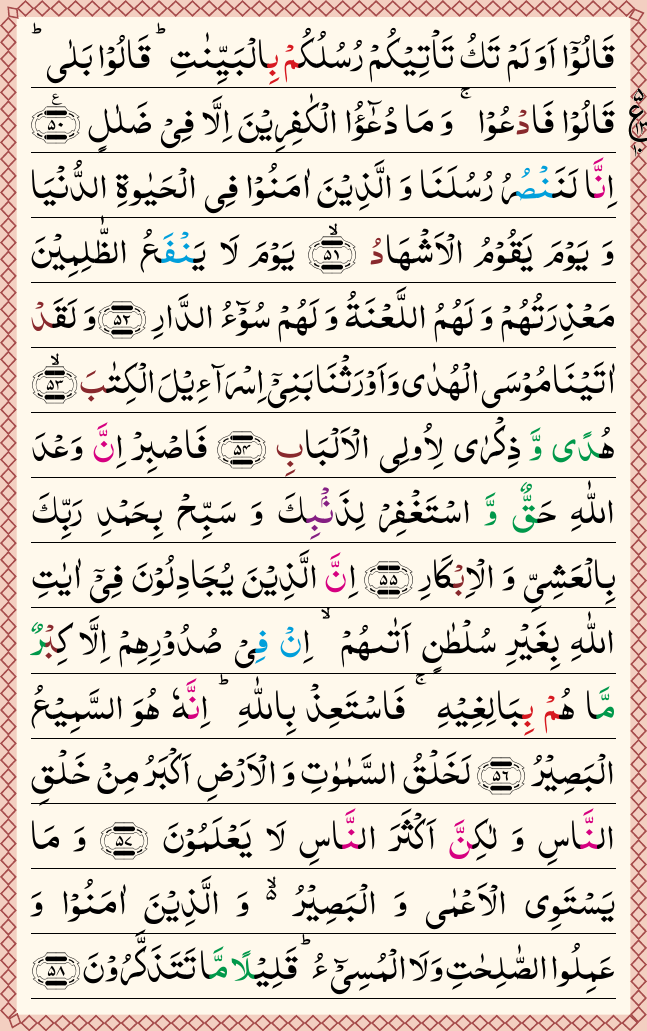 قَالُوْۤا اَوَ لَمْ تَكُ تَاْتِیْكُمْ رُسُلُكُمْ بِالْبَیِّنٰتِ ؕ قَالُوْا بَلٰی ؕ
قَالُوْا فَادْعُوْا ۚ وَ مَا دُعٰٓؤُا الْكٰفِرِیْنَ اِلَّا فِیْ ضَلٰلٍ ﴿۵۰﴾ ع
اِنَّا لَنَنْصُرُ رُسُلَنَا وَ الَّذِیْنَ اٰمَنُوْا فِی الْحَیٰوةِ الدُّنْیَا
وَ یَوْمَ یَقُوْمُ الْاَشْهَادُ ﴿۵۱﴾ۙ یَوْمَ لَا یَنْفَعُ الظّٰلِمِیْنَ
مَعْذِرَتُهُمْ وَ لَهُمُ اللَّعْنَةُ وَ لَهُمْ سُوْٓءُ الدَّارِ ﴿۵۲﴾ وَ لَقَدْ
اٰتَیْنَا مُوْسَی الْهُدٰی وَ اَوْرَثْنَا بَنِیْۤ اِسْرَآءِیْلَ الْكِتٰبَ ﴿۵۳﴾ۙ
هُدًی وَّ ذِكْرٰی لِاُولِی الْاَلْبَابِ ﴿۵۴﴾ فَاصْبِرْ اِنَّ وَعْدَ
اللّٰهِ حَقٌّ وَّ اسْتَغْفِرْ لِذَنْۢبِكَ وَ سَبِّحْ بِحَمْدِ رَبِّكَ
بِالْعَشِیِّ وَ الْاِبْكَارِ ﴿۵۵﴾ اِنَّ الَّذِیْنَ یُجَادِلُوْنَ فِیْۤ اٰیٰتِ
اللّٰهِ بِغَیْرِ سُلْطٰنٍ اَتٰىهُمْ ۙ اِنْ فِیْ صُدُوْرِهِمْ اِلَّا كِبْرٌ
مَّا هُمْ بِبَالِغِیْهِ ۚ فَاسْتَعِذْ بِاللّٰهِ ؕ اِنَّهٗ هُوَ السَّمِیْعُ
الْبَصِیْرُ ﴿۵۶﴾ لَخَلْقُ السَّمٰوٰتِ وَ الْاَرْضِ اَكْبَرُ مِنْ خَلْقِ
النَّاسِ وَ لٰكِنَّ اَكْثَرَ النَّاسِ لَا یَعْلَمُوْنَ ﴿۵۷﴾ وَ مَا
یَسْتَوِی الْاَعْمٰی وَ الْبَصِیْرُ ۙ۬ وَ الَّذِیْنَ اٰمَنُوْا وَ
عَمِلُوا الصّٰلِحٰتِ وَ لَا الْمُسِیْٓءُ ؕ قَلِیْلًا مَّا تَتَذَكَّرُوْنَ ﴿۵۸﴾